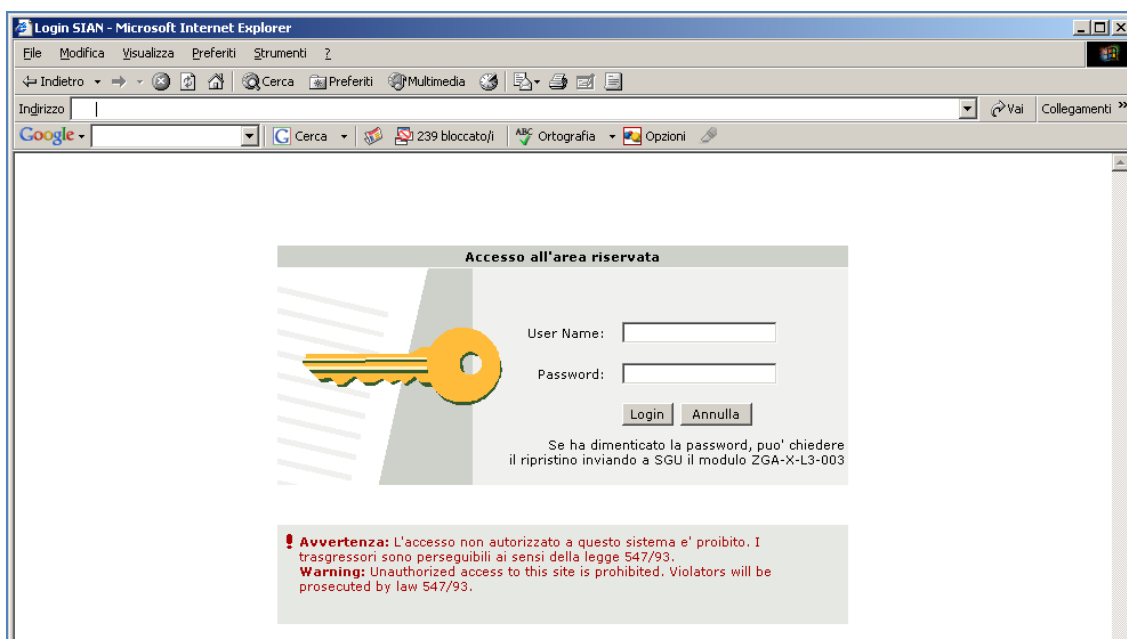 Login SIAN - Microsoft Internet Explorer
File Modifica Visualizza Preferiti Strumenti ?
Indietro Cerca Preferiti Multimedia
Indirizzo Vai Collegamenti »
Google Cerca 239 bloccato/i ABC Ortografia Opzioni
Accesso all'area riservata
User Name:
Password:
Login Annulla
Se ha dimenticato la password, puo' chiedere
il ripristino inviando a SGU il modulo ZGA-X-L3-003
! Avvertenza: L'accesso non autorizzato a questo sistema e' proibito. I
trasgressori sono perseguibili ai sensi della legge 547/93.
Warning: Unauthorized access to this site is prohibited. Violators will be
prosecuted by law 547/93.